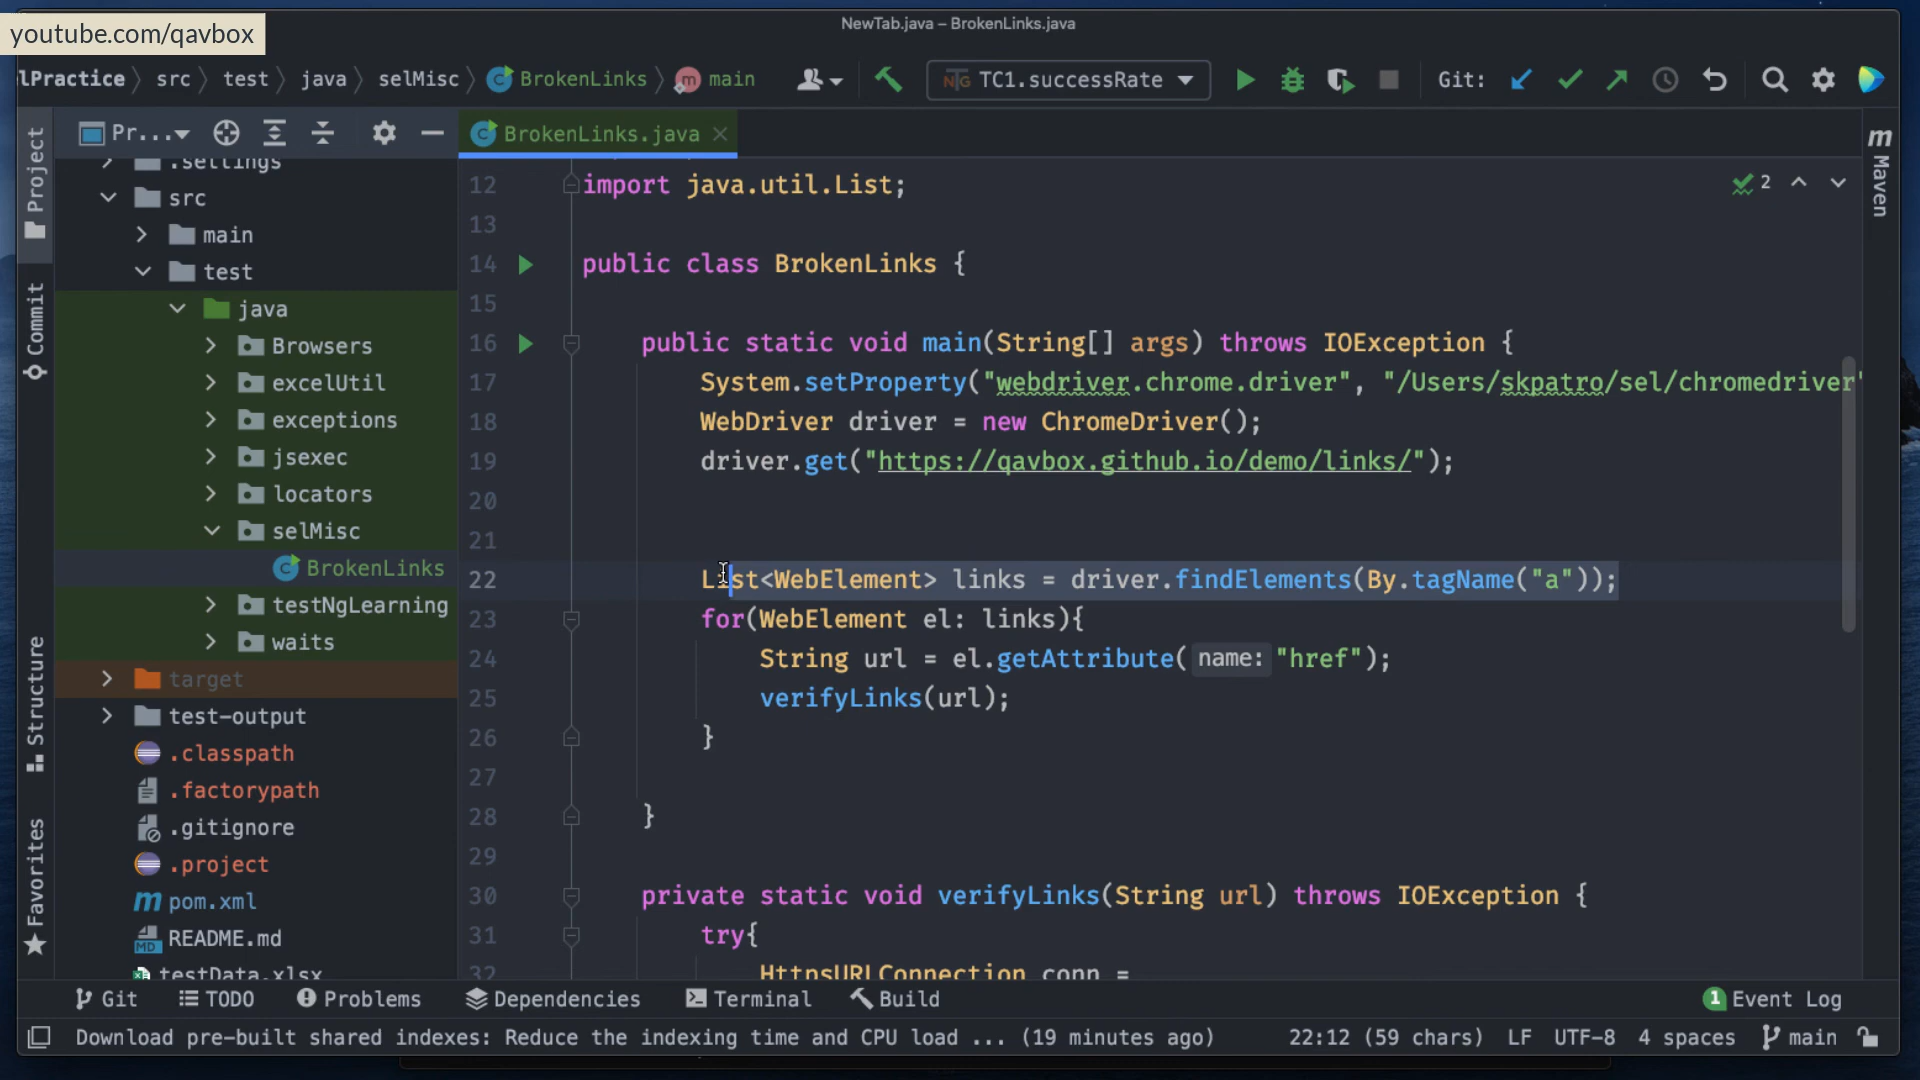 NewTab.java – BrokenLinks.java
youtube.com/qavbox
lPractice
src
test
java
selMisc
BrokenLinks
main
TC1.successRate
Git:
Project
Pr...
BrokenLinks.java
Maven
.settings
src
main
test
java
Browsers
excelUtil
exceptions
jsexec
locators
selMisc
BrokenLinks
testNgLearning
waits
target
test-output
.classpath
.factorypath
.gitignore
.project
pom.xml
README.md
testData.xlsx
Commit
Structure
Favorites
2
12 import java.util.List;
13
14 public class BrokenLinks {
15
16 public static void main(String[] args) throws IOException {
17 System.setProperty("webdriver.chrome.driver", "/Users/skpatro/sel/chromedriver"
18 WebDriver driver = new ChromeDriver();
19 driver.get("https://qavbox.github.io/demo/links/");
20
21
22 List<WebElement> links = driver.findElements(By.tagName("a"));
23 for(WebElement el: links){
24 String url = el.getAttribute( name: "href");
25 verifyLinks(url);
26 }
27
28 }
29
30 private static void verifyLinks(String url) throws IOException {
31 try{
32 HttpsURLConnection conn =
Git
TODO
Problems
Dependencies
Terminal
Build
1 Event Log
Download pre-built shared indexes: Reduce the indexing time and CPU load ... (19 minutes ago)
22:12 (59 chars)
LF
UTF-8
4 spaces
main